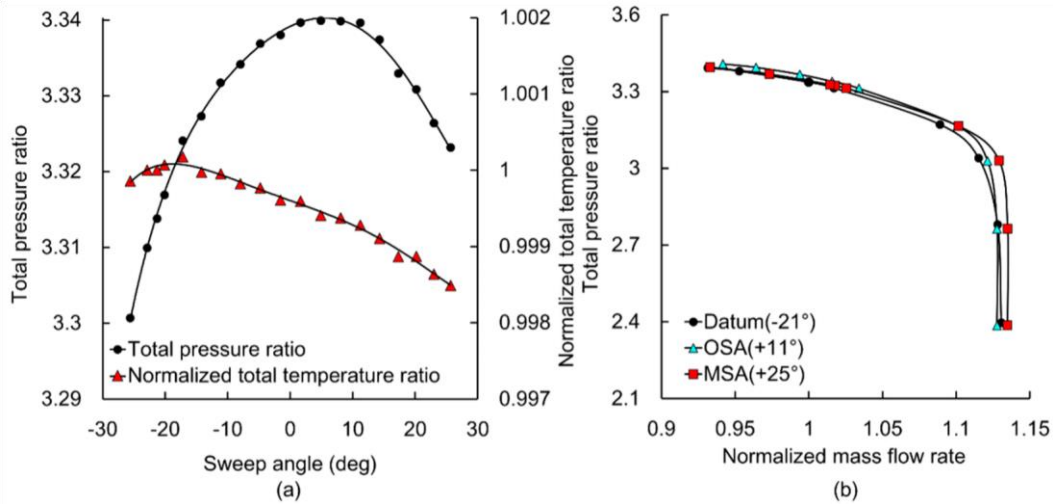 3.34
3.33
3.32
3.31
3.3
3.29
Total pressure ratio
-30
-20
-10
0
10
20
30
Sweep angle (deg)
1.002
1.001
1
0.999
0.998
0.997
Normalized total temperature ratio
Total pressure ratio
Normalized total temperature ratio
(a)
3.6
3.3
3
2.7
2.4
2.1
Total pressure ratio
0.9
0.95
1
1.05
1.1
1.15
Normalized mass flow rate
Datum(-21°)
OSA(+11°)
MSA(+25°)
(b)